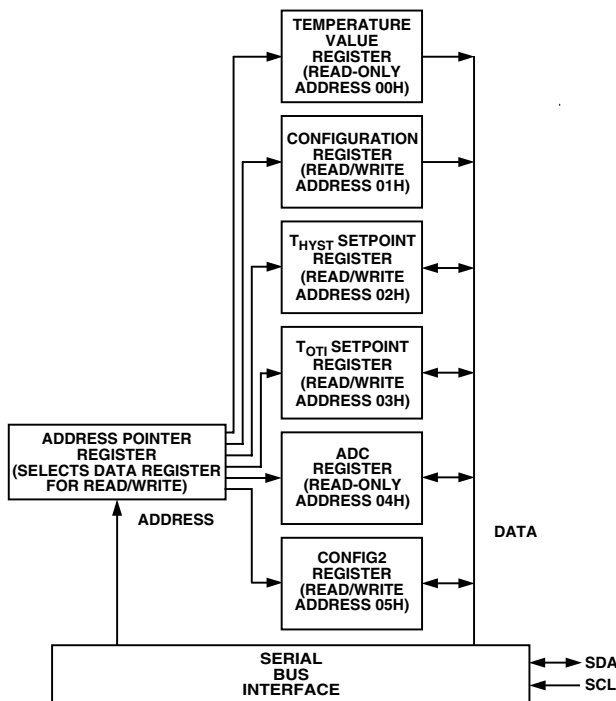 TEMPERATURE
VALUE
REGISTER
(READ-ONLY
ADDRESS 00H)
CONFIGURATION
REGISTER
(READ/WRITE
ADDRESS 01H)
THYST SETPOINT
REGISTER
(READ/WRITE
ADDRESS 02H)
TOTI SETPOINT
REGISTER
(READ/WRITE
ADDRESS 03H)
ADDRESS POINTER
REGISTER
(SELECTS DATA REGISTER
FOR READ/WRITE)
ADC
REGISTER
(READ-ONLY
ADDRESS 04H)
ADDRESS
DATA
CONFIG2
REGISTER
(READ/WRITE
ADDRESS 05H)
SERIAL
BUS
INTERFACE
SDA
SCL